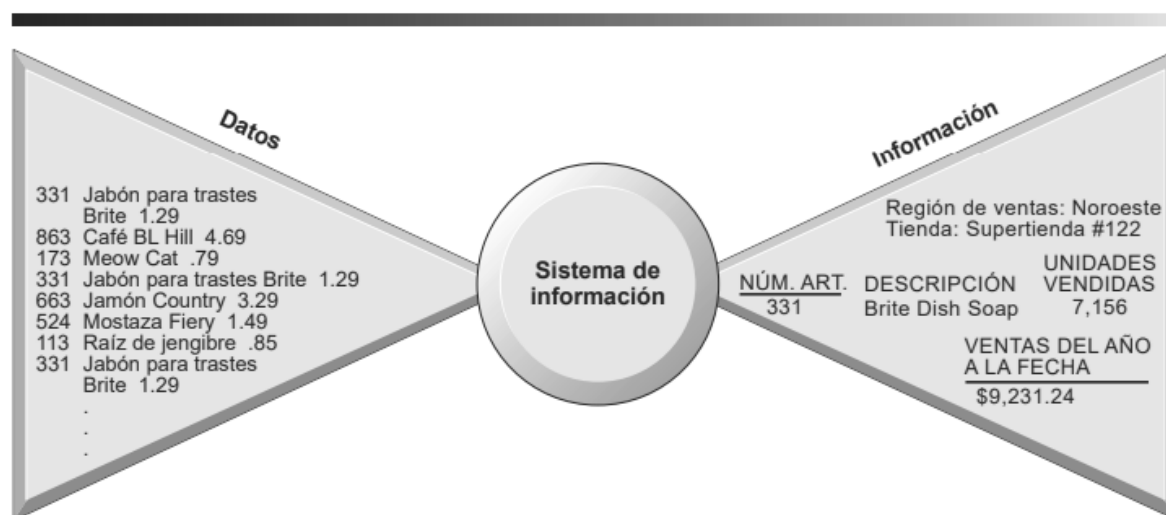 Datos
331 Jabón para trastes
Brite 1.29
863 Café BL Hill 4.69
173 Meow Cat .79
331 Jabón para trastes Brite 1.29
663 Jamón Country 3.29
524 Mostaza Fiery 1.49
113 Raíz de jengibre .85
331 Jabón para trastes
Brite 1.29
.
.
.
Sistema de
información
Información
Región de ventas: Noroeste
Tienda: Supertienda #122
NÚM. ART. DESCRIPCIÓN UNIDADES
VENDIDAS
331 Brite Dish Soap 7,156
VENTAS DEL AÑO
A LA FECHA
$9,231.24